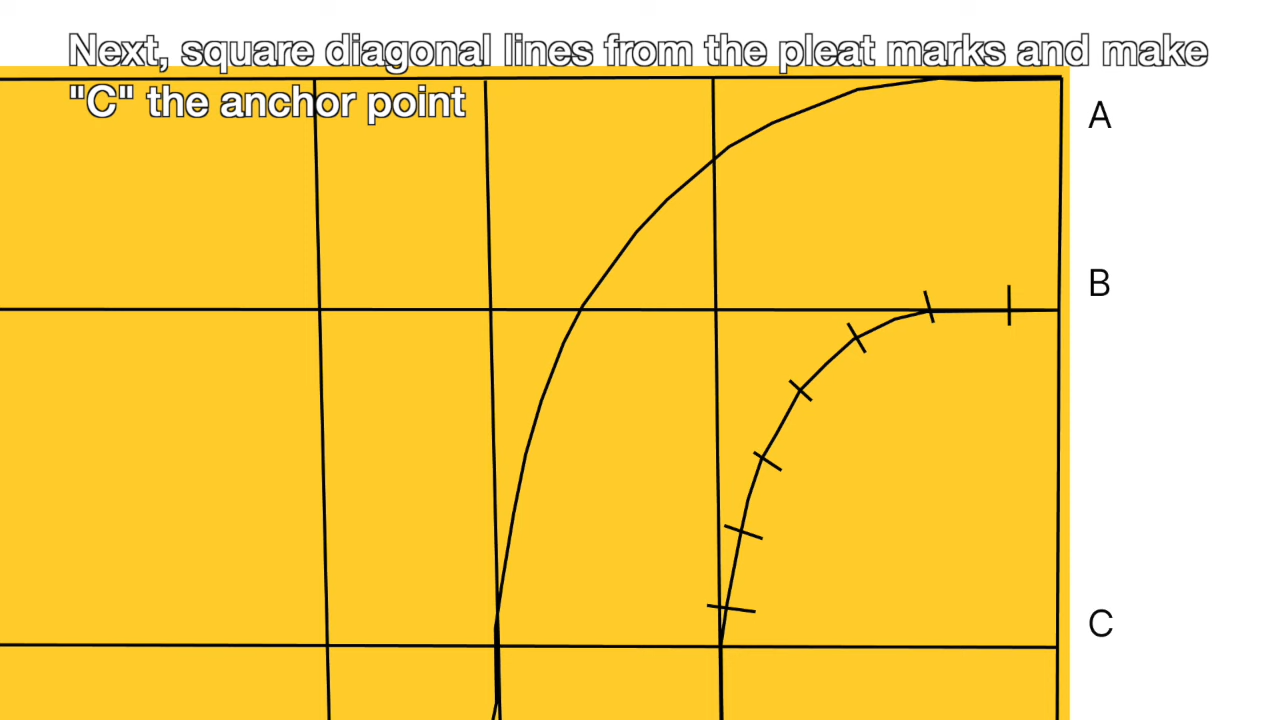 Next, square diagonal lines from the pleat marks and make
"C" the anchor point
A
B
C